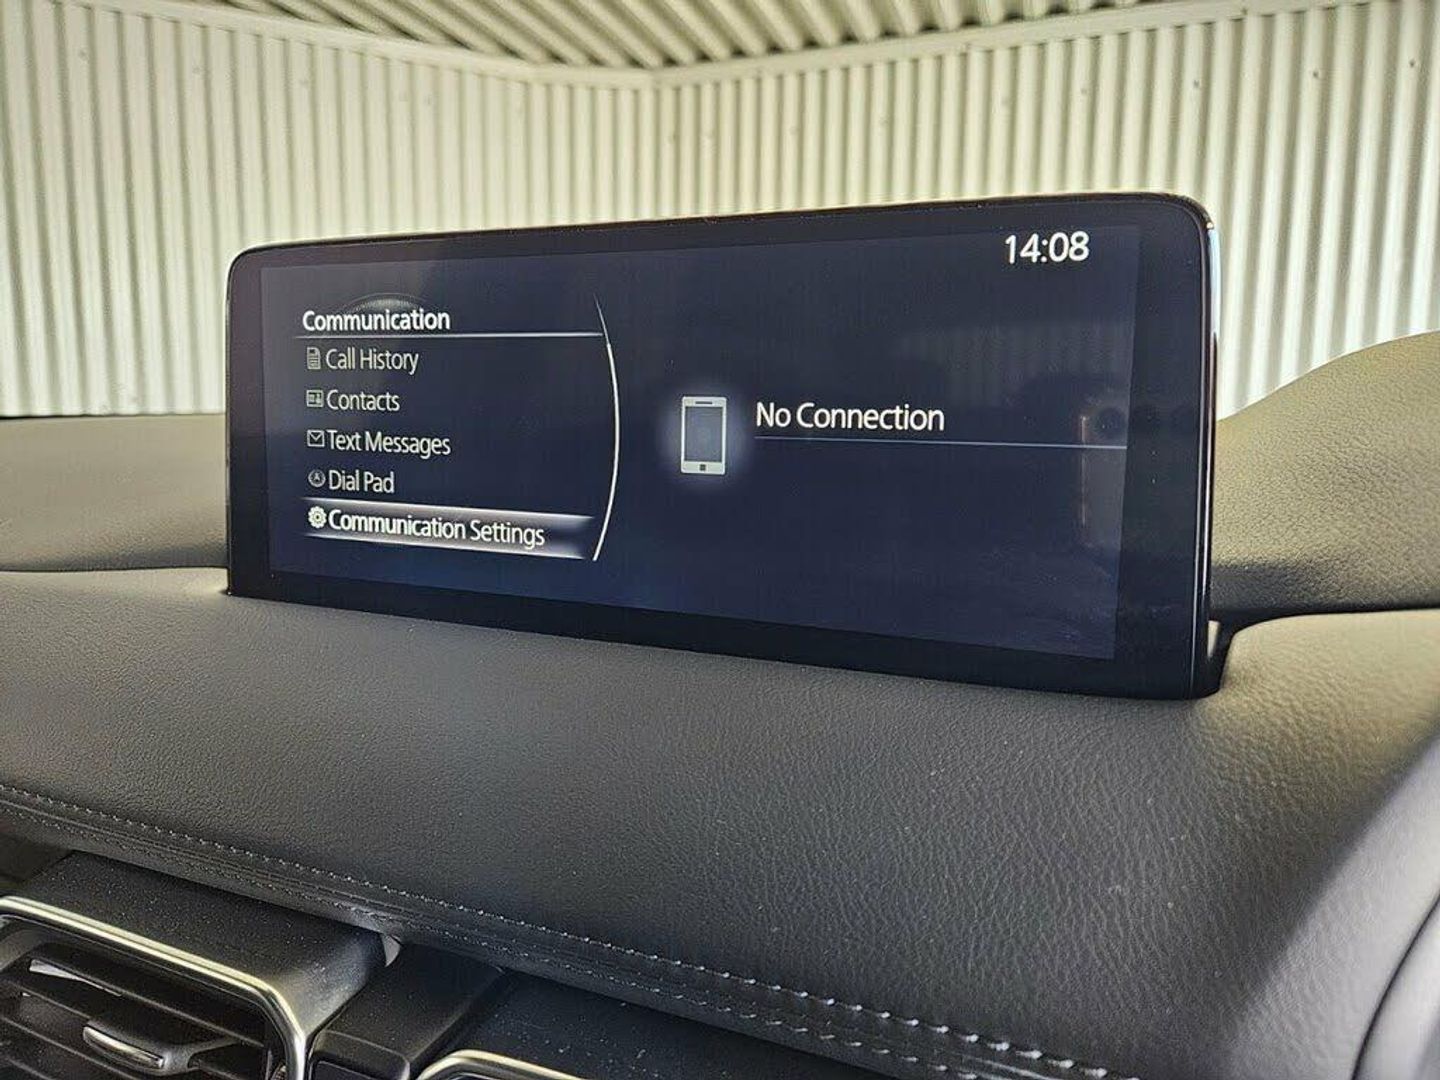 14:08
Communication
Call History
Contacts
Text Messages
Dial Pad
Communication Settings
No Connection